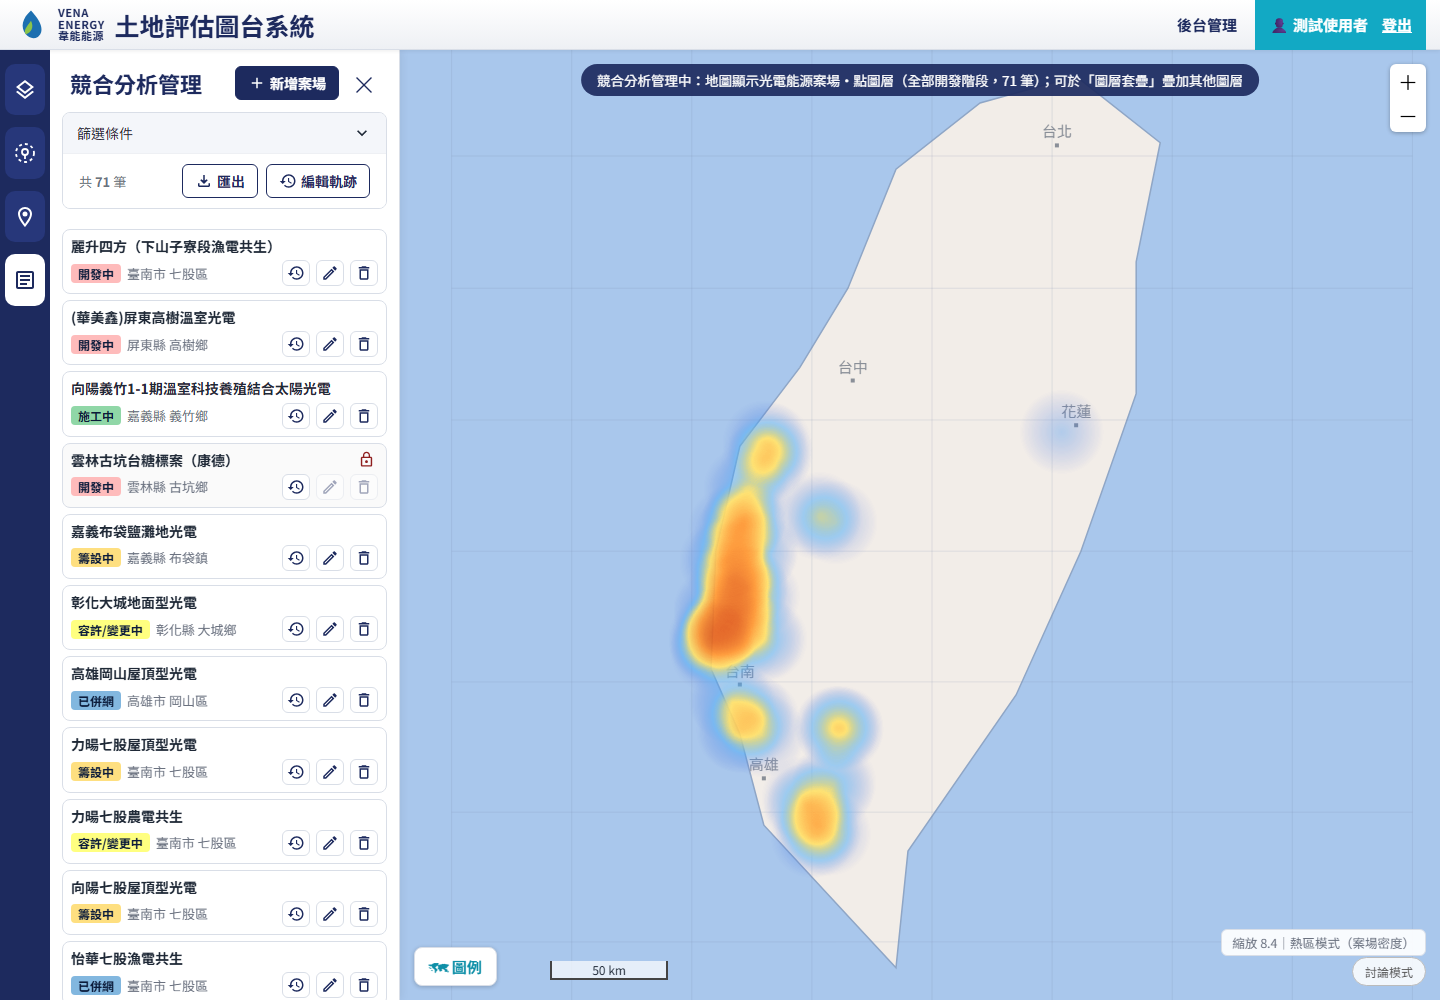 VENA
ENERGY
韋能能源
土地評估圖台系統
後台管理
測試使用者
登出
競合分析管理
新增案場
篩選條件
共 71 筆
匯出
編輯軌跡
麗升四方（下山子寮段漁電共生）
開發中 臺南市 七股區
(華美鑫)屏東高樹溫室光電
開發中 屏東縣 高樹鄉
向陽義竹1-1期溫室科技養殖結合太陽光電
施工中 嘉義縣 義竹鄉
雲林古坑台糖標案（康德）
開發中 雲林縣 古坑鄉
嘉義布袋鹽灘地光電
籌設中 嘉義縣 布袋鎮
彰化大城地面型光電
容許/變更中 彰化縣 大城鄉
高雄岡山屋頂型光電
已併網 高雄市 岡山區
力暘七股屋頂型光電
籌設中 臺南市 七股區
力暘七股農電共生
容許/變更中 臺南市 七股區
向陽七股屋頂型光電
籌設中 臺南市 七股區
怡華七股漁電共生
已併網 臺南市 七股區
競合分析管理中：地圖顯示光電能源案場・點圖層（全部開發階段，71 筆）；可於「圖層套疊」疊加其他圖層
台北
台中
花蓮
台南
高雄
圖例
50 km
縮放 8.4｜熱區模式（案場密度）
討論模式